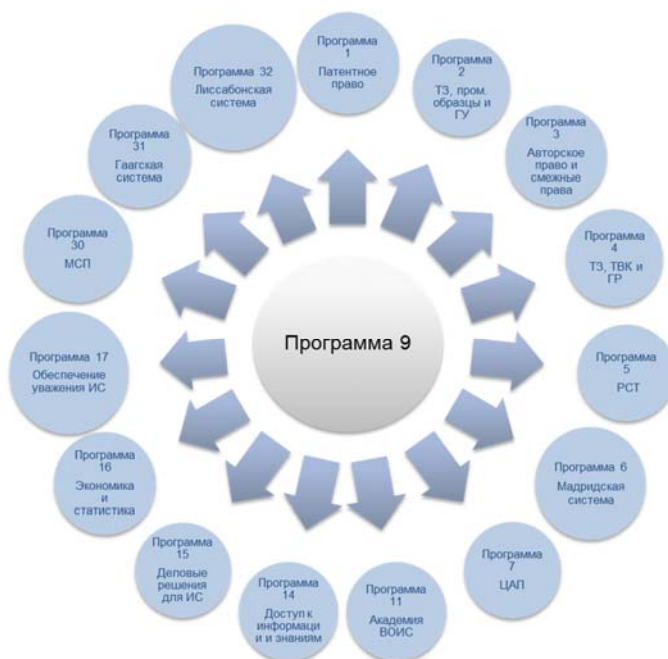 Программа 9
Программа
1
Патентное
право
Программа
2
ТЗ, пром.
образцы и
ГУ
Программа
3
Авторское
право и
смежные
права
Программа
4
ТЗ, ТВК и
ГР
Программа
5
РСТ
Программа 6
Мадридская
система
Программа
7
ЦАП
Программа
11
Академия
ВОИС
Программа
14
Доступ к
информаци
и и знаниям
Программа
15
Деловые
решения
для ИС
Программа
16
Экономика
и
статистика
Программа 17
Обеспечение
уважения ИС
Программа
30
МСП
Программа
31
Гаагская
система
Программа 32
Лиссабонская
система